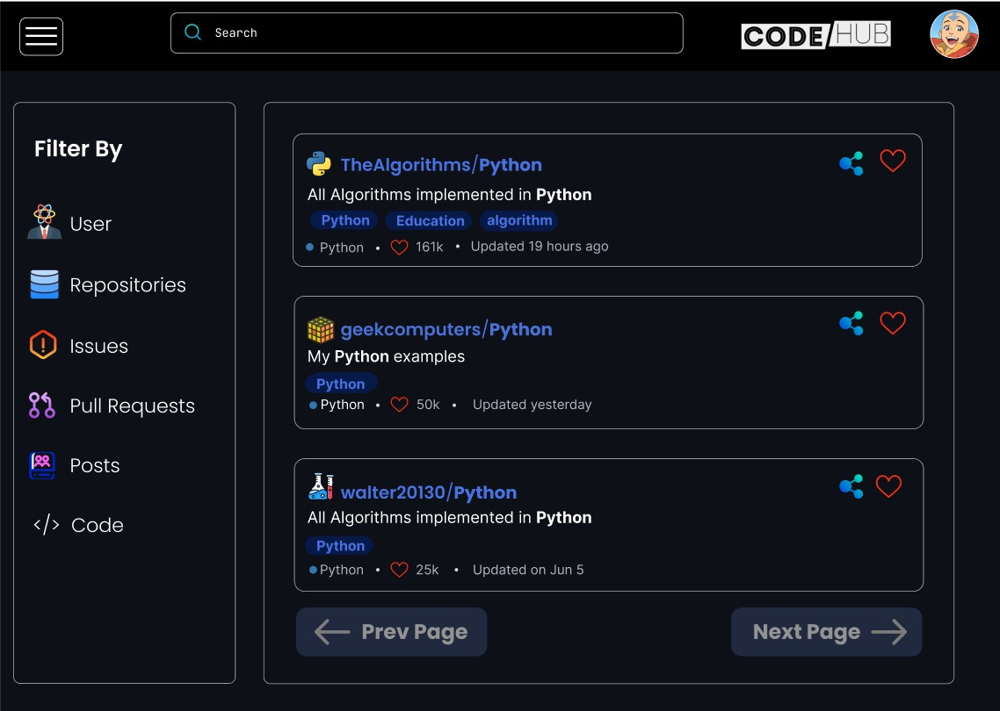 Search
CODE/HUB
Filter By
User
Repositories
Issues
Pull Requests
Posts
</> Code
TheAlgorithms/Python
All Algorithms implemented in Python
Python Education algorithm
Python • 161k • Updated 19 hours ago
geekcomputers/Python
My Python examples
Python
Python • 50k • Updated yesterday
walter20130/Python
All Algorithms implemented in Python
Python
Python • 25k • Updated on Jun 5
Prev Page
Next Page